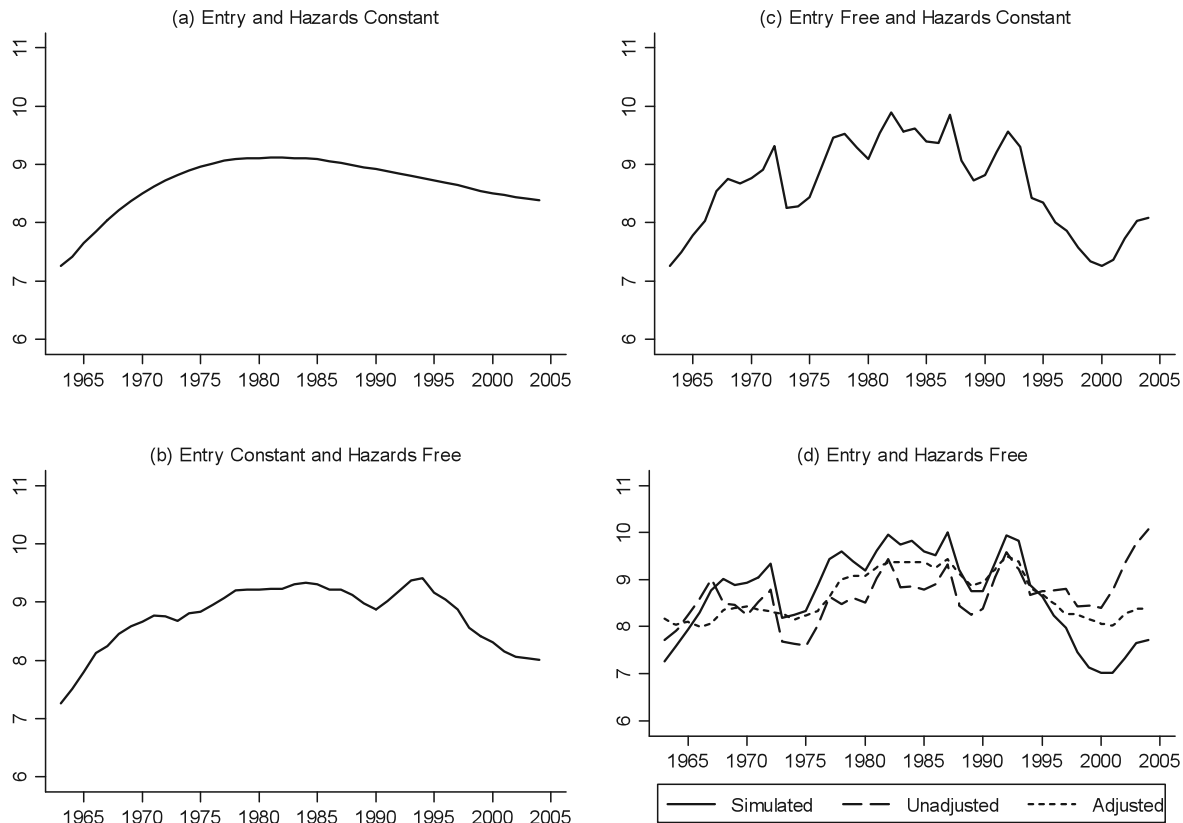 (a) Entry and Hazards Constant
11
10
9
8
7
6
1965 1970 1975 1980 1985 1990 1995 2000 2005
(c) Entry Free and Hazards Constant
11
10
9
8
7
6
1965 1970 1975 1980 1985 1990 1995 2000 2005
(b) Entry Constant and Hazards Free
11
10
9
8
7
6
1965 1970 1975 1980 1985 1990 1995 2000 2005
(d) Entry and Hazards Free
11
10
9
8
7
6
1965 1970 1975 1980 1985 1990 1995 2000 2005
Simulated Unadjusted Adjusted